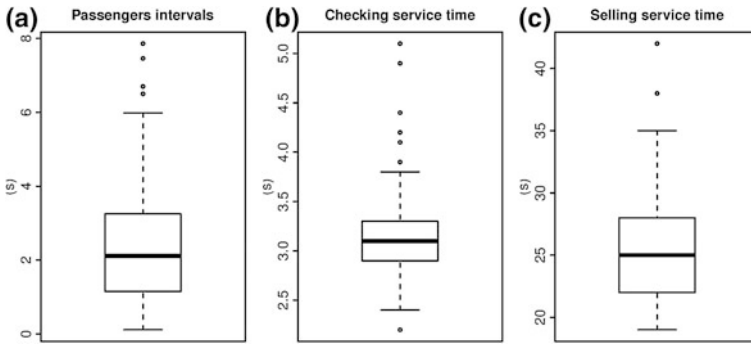 (a) Passengers intervals
(s)
8
6
4
2
0
(b) Checking service time
(s)
5.0
4.5
4.0
3.5
3.0
2.5
(c) Selling service time
(s)
40
35
30
25
20